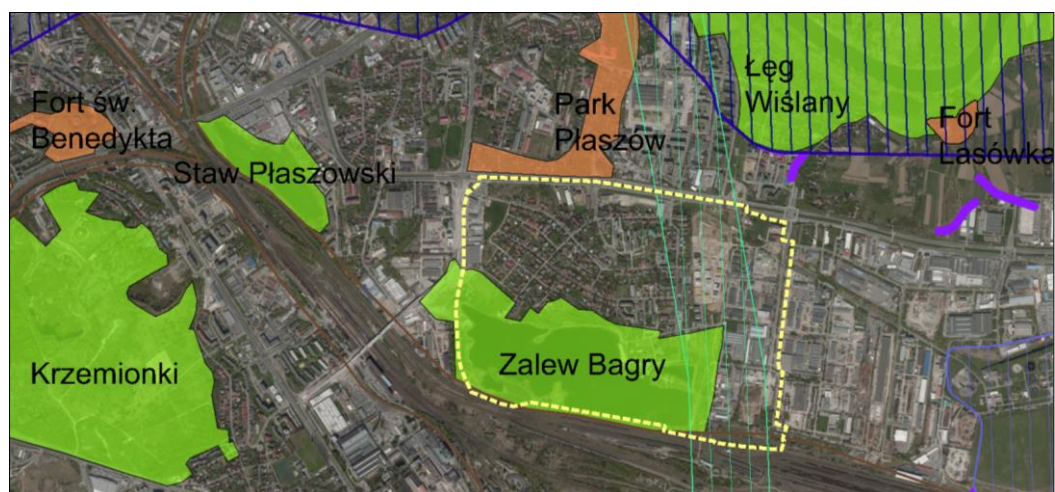 Fort św.
Benedykta
Staw Płaszowski
Park
Płaszów
Łęg
Wiślany
Fort
Lasówka
Krzemionki
Zalew Bagry